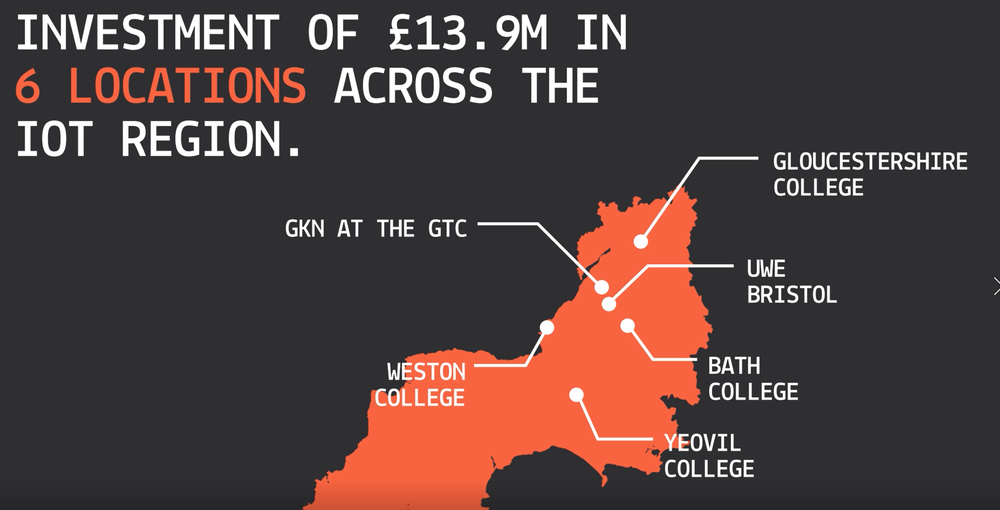 INVESTMENT OF £13.9M IN
6 LOCATIONS ACROSS THE
IOT REGION.
GLOUCESTERSHIRE
COLLEGE
GKN AT THE GTC
UWE
BRISTOL
WESTON
COLLEGE
BATH
COLLEGE
YEOVIL
COLLEGE